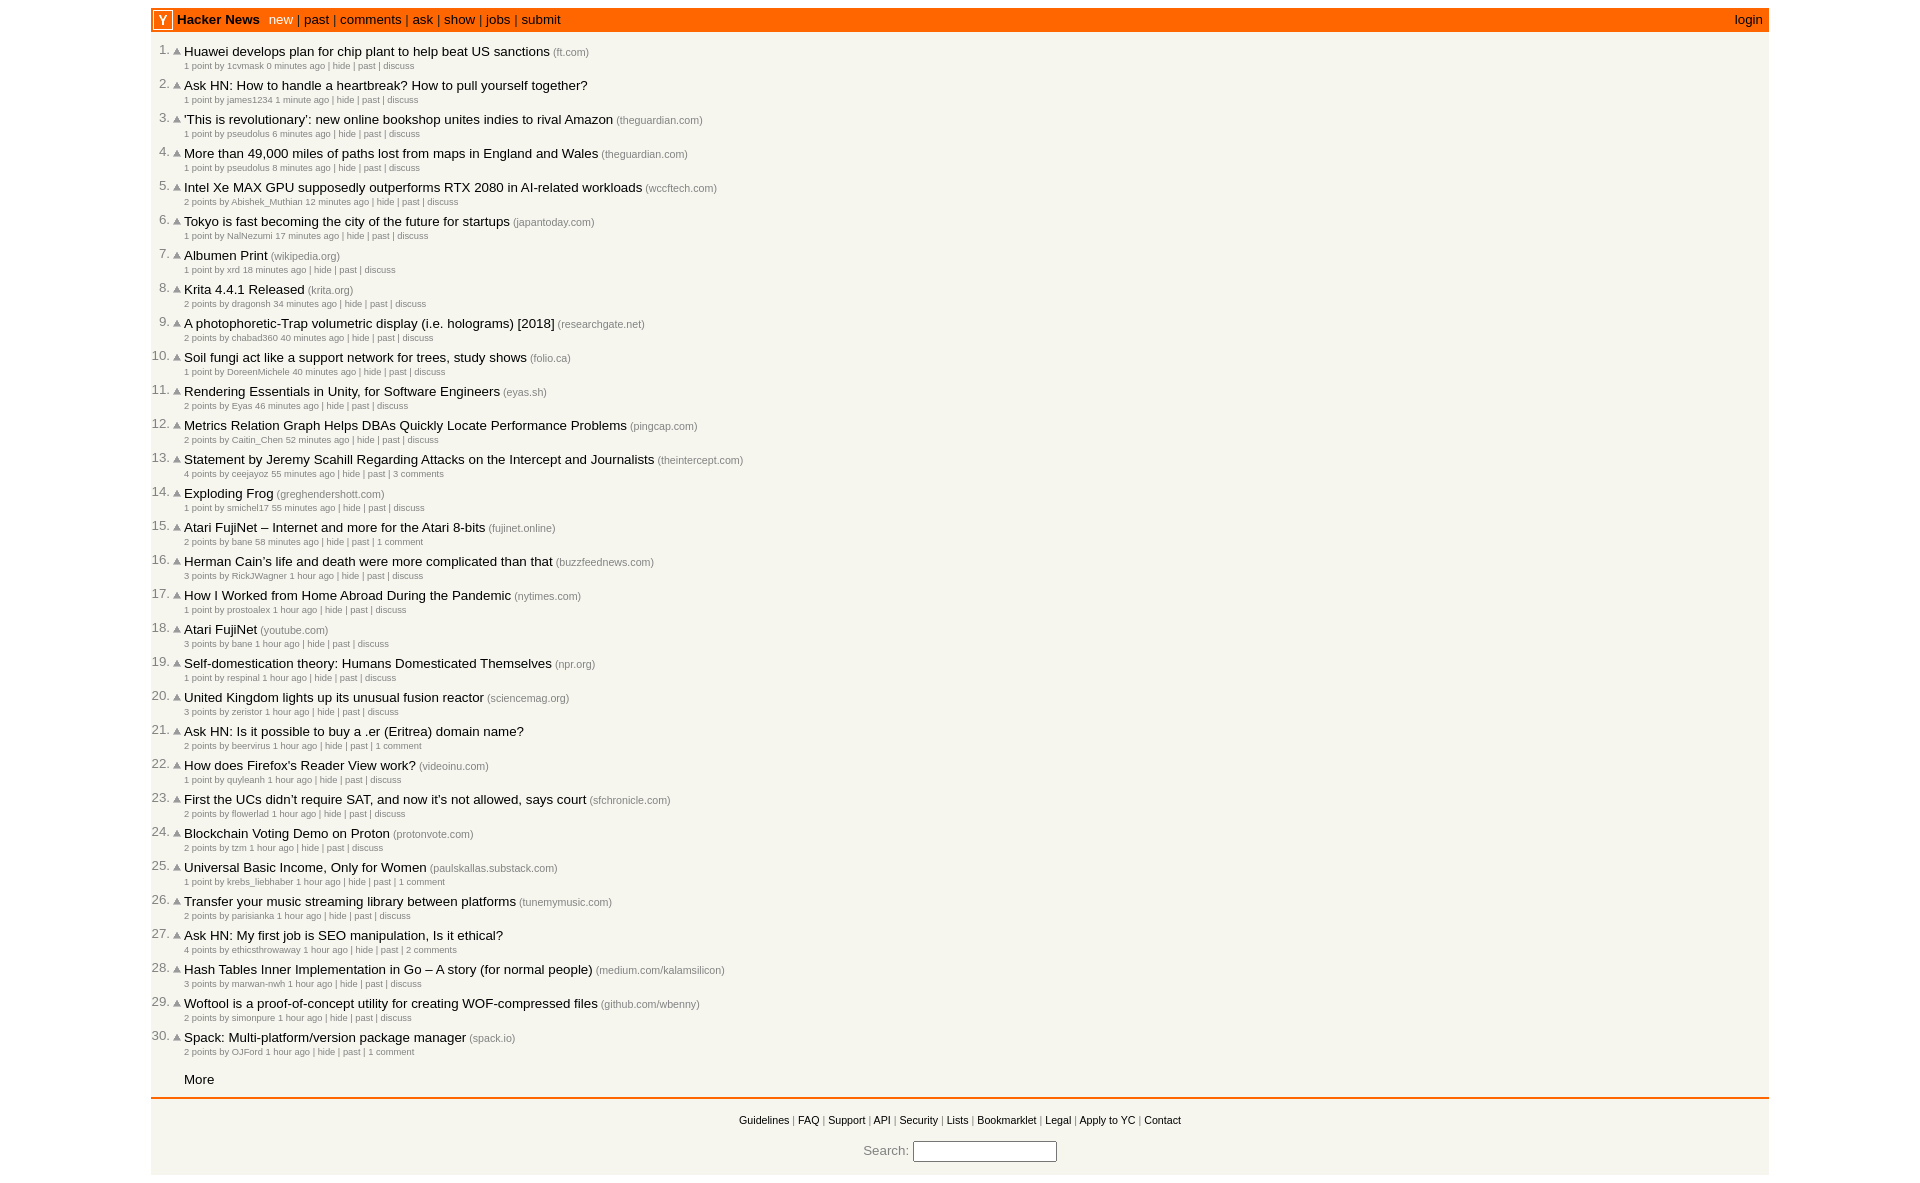 Y Hacker News new | past | comments | ask | show | jobs | submit login
1. Huawei develops plan for chip plant to help beat US sanctions (ft.com)
1 point by 1cvmask 0 minutes ago | hide | past | discuss
2. Ask HN: How to handle a heartbreak? How to pull yourself together?
1 point by james1234 1 minute ago | hide | past | discuss
3. 'This is revolutionary': new online bookshop unites indies to rival Amazon (theguardian.com)
1 point by pseudolus 6 minutes ago | hide | past | discuss
4. More than 49,000 miles of paths lost from maps in England and Wales (theguardian.com)
1 point by pseudolus 8 minutes ago | hide | past | discuss
5. Intel Xe MAX GPU supposedly outperforms RTX 2080 in AI-related workloads (wccftech.com)
2 points by Abishek_Muthian 12 minutes ago | hide | past | discuss
6. Tokyo is fast becoming the city of the future for startups (japantoday.com)
1 point by NalNezumi 17 minutes ago | hide | past | discuss
7. Albumen Print (wikipedia.org)
1 point by xrd 18 minutes ago | hide | past | discuss
8. Krita 4.4.1 Released (krita.org)
2 points by dragonsh 34 minutes ago | hide | past | discuss
9. A photophoretic-Trap volumetric display (i.e. holograms) [2018] (researchgate.net)
2 points by chabad360 40 minutes ago | hide | past | discuss
10. Soil fungi act like a support network for trees, study shows (folio.ca)
1 point by DoreenMichele 40 minutes ago | hide | past | discuss
11. Rendering Essentials in Unity, for Software Engineers (eyas.sh)
2 points by Eyas 46 minutes ago | hide | past | discuss
12. Metrics Relation Graph Helps DBAs Quickly Locate Performance Problems (pingcap.com)
2 points by Caitin_Chen 52 minutes ago | hide | past | discuss
13. Statement by Jeremy Scahill Regarding Attacks on the Intercept and Journalists (theintercept.com)
4 points by ceejayoz 55 minutes ago | hide | past | 3 comments
14. Exploding Frog (greghendershott.com)
1 point by smichel17 55 minutes ago | hide | past | discuss
15. Atari FujiNet – Internet and more for the Atari 8-bits (fujinet.online)
2 points by bane 58 minutes ago | hide | past | 1 comment
16. Herman Cain's life and death were more complicated than that (buzzfeednews.com)
3 points by RickJWagner 1 hour ago | hide | past | discuss
17. How I Worked from Home Abroad During the Pandemic (nytimes.com)
1 point by prostoalex 1 hour ago | hide | past | discuss
18. Atari FujiNet (youtube.com)
3 points by bane 1 hour ago | hide | past | discuss
19. Self-domestication theory: Humans Domesticated Themselves (npr.org)
1 point by respinal 1 hour ago | hide | past | discuss
20. United Kingdom lights up its unusual fusion reactor (sciencemag.org)
3 points by zeristor 1 hour ago | hide | past | discuss
21. Ask HN: Is it possible to buy a .er (Eritrea) domain name?
2 points by beervirus 1 hour ago | hide | past | 1 comment
22. How does Firefox's Reader View work? (videoinu.com)
1 point by quyleanh 1 hour ago | hide | past | discuss
23. First the UCs didn't require SAT, and now it's not allowed, says court (sfchronicle.com)
2 points by flowerlad 1 hour ago | hide | past | discuss
24. Blockchain Voting Demo on Proton (protonvote.com)
2 points by tzm 1 hour ago | hide | past | discuss
25. Universal Basic Income, Only for Women (paulskallas.substack.com)
1 point by krebs_liebhaber 1 hour ago | hide | past | 1 comment
26. Transfer your music streaming library between platforms (tunemymusic.com)
2 points by parisianka 1 hour ago | hide | past | discuss
27. Ask HN: My first job is SEO manipulation, Is it ethical?
4 points by ethicsthrowaway 1 hour ago | hide | past | 2 comments
28. Hash Tables Inner Implementation in Go – A story (for normal people) (medium.com/kalamsilicon)
3 points by marwan-nwh 1 hour ago | hide | past | discuss
29. Woftool is a proof-of-concept utility for creating WOF-compressed files (github.com/wbenny)
2 points by simonpure 1 hour ago | hide | past | discuss
30. Spack: Multi-platform/version package manager (spack.io)
2 points by OJFord 1 hour ago | hide | past | 1 comment
More
Guidelines | FAQ | Support | API | Security | Lists | Bookmarklet | Legal | Apply to YC | Contact
Search: